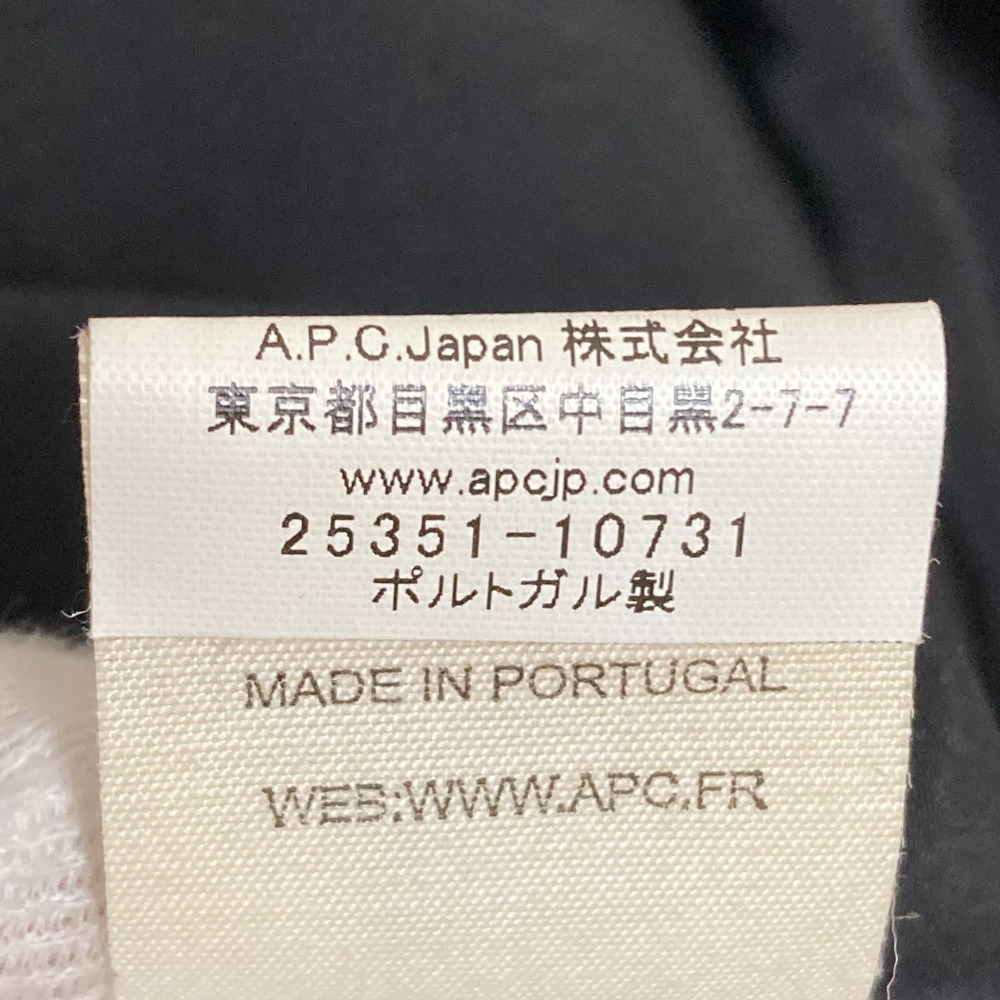 A.P.C.Japan 株式会社
東京都目黒区中目黒2-7-7
www.apcjp.com
25351-10731
ポルトガル製
MADE IN PORTUGAL
WEB:WWW.APC.FR